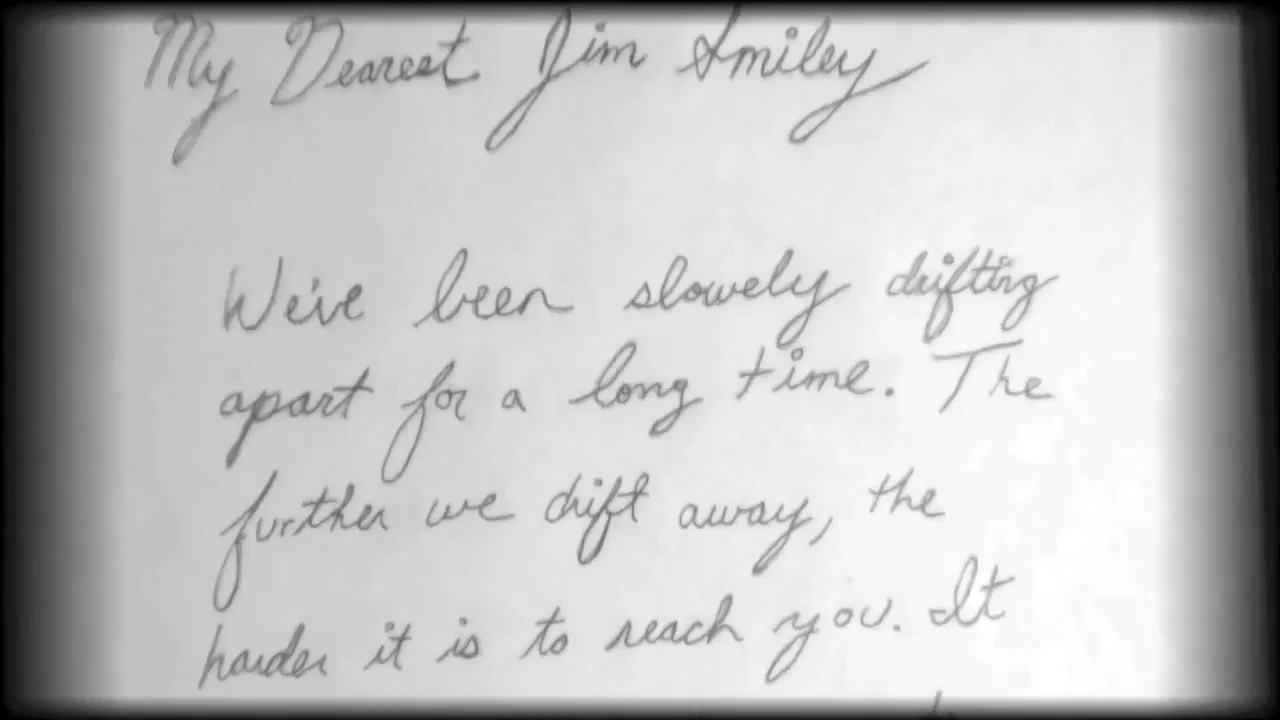 My Dearest Jim Smiley
We've been slowely drifting
apart for a long time. The
further we drift away, the
harder it is to reach you. It